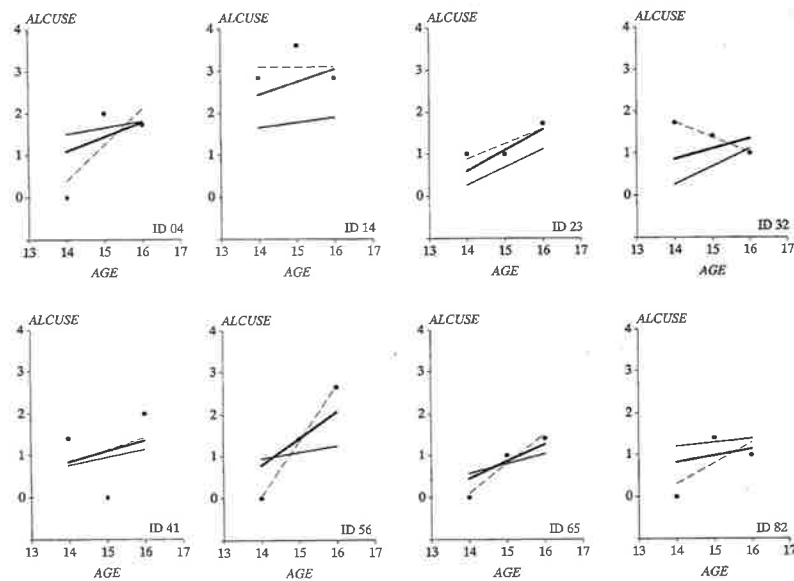 ALCUSE ALCUSE ALCUSE ALCUSE
4 4 4 4
3 3 3 3
2 2 2 2
1 1 1 1
0 0 0 0
ID 04 ID 14 ID 23 ID 32
13 14 15 16 17 13 14 15 16 17 13 14 15 16 17 13 14 15 16 17
AGE AGE AGE AGE
ALCUSE ALCUSE ALCUSE ALCUSE
4 4 4 4
3 3 3 3
2 2 2 2
1 1 1 1
0 0 0 0
ID 41 ID 56 ID 65 ID 82
13 14 15 16 17 13 14 15 16 17 13 14 15 16 17 13 14 15 16 17
AGE AGE AGE AGE